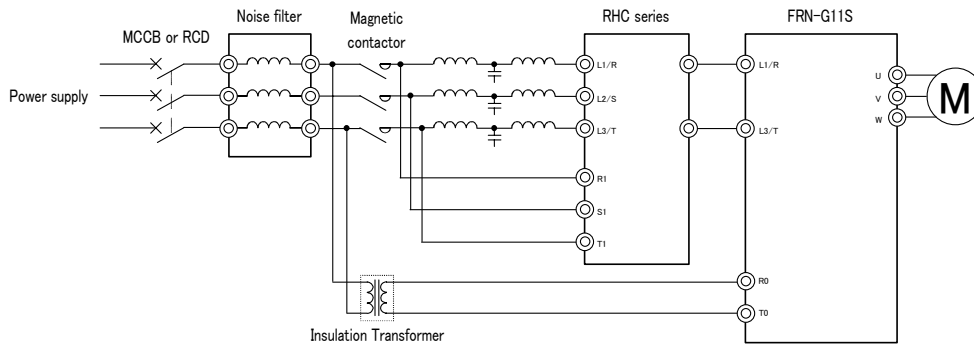 Noise filter
Magnetic
contactor
RHC series
FRN-G11S
MCCB or RCD
Power supply
L1/R
L2/S
L3/T
R1
S1
T1
L1/R
L3/T
U
V
W
M
R0
T0
Insulation Transformer